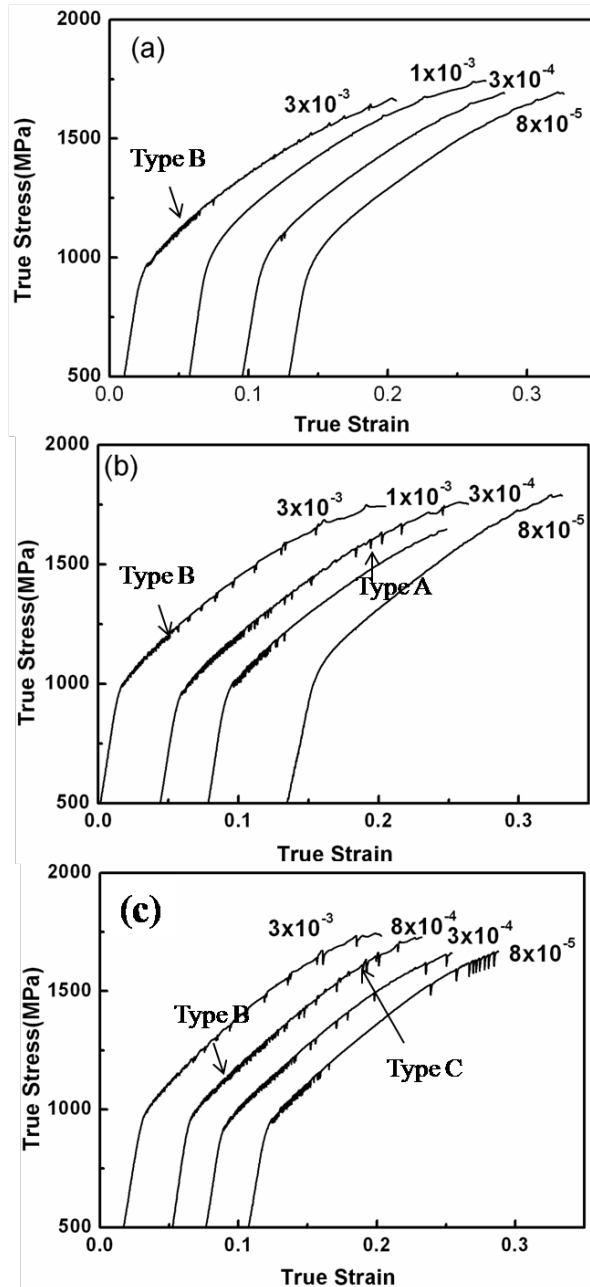 (a)
2000
1500
1000
500
True Stress(MPa)
3x10⁻³
1x10⁻³
3x10⁻⁴
8x10⁻⁵
Type B
0.0
0.1
0.2
0.3
True Strain
(b)
2000
1500
1000
500
True Stress(MPa)
3x10⁻³
1x10⁻³
3x10⁻⁴
8x10⁻⁵
Type B
Type A
0.0
0.1
0.2
0.3
True Strain
(c)
2000
1500
1000
500
True Stress(MPa)
3x10⁻³
8x10⁻⁴
3x10⁻⁴
8x10⁻⁵
Type B
Type C
0.0
0.1
0.2
0.3
True Strain